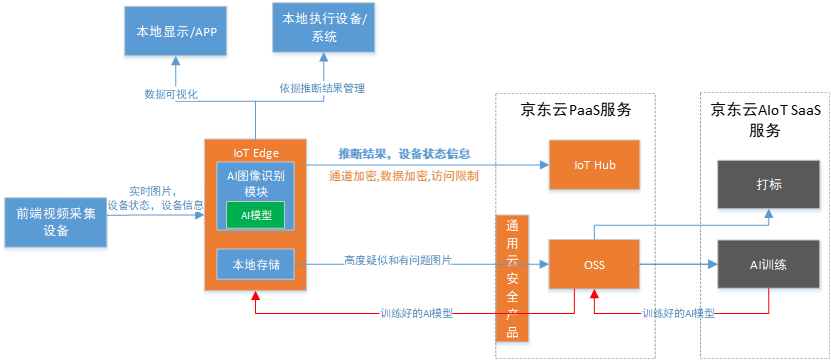 本地显示/APP
本地执行设备/
系统
数据可视化
依据推断结果管理
京东云PaaS服务
京东云AIoT SaaS
服务
IoT Edge
AI图像识别
模块
AI模型
本地存储
推断结果，设备状态信息
通道加密,数据加密,访问限制
IoT Hub
打标
实时图片，
设备状态，设备信息
前端视频采集
设备
通用云安全产品
高度疑似和有问题图片
OSS
AI训练
训练好的AI模型
训练好的AI模型